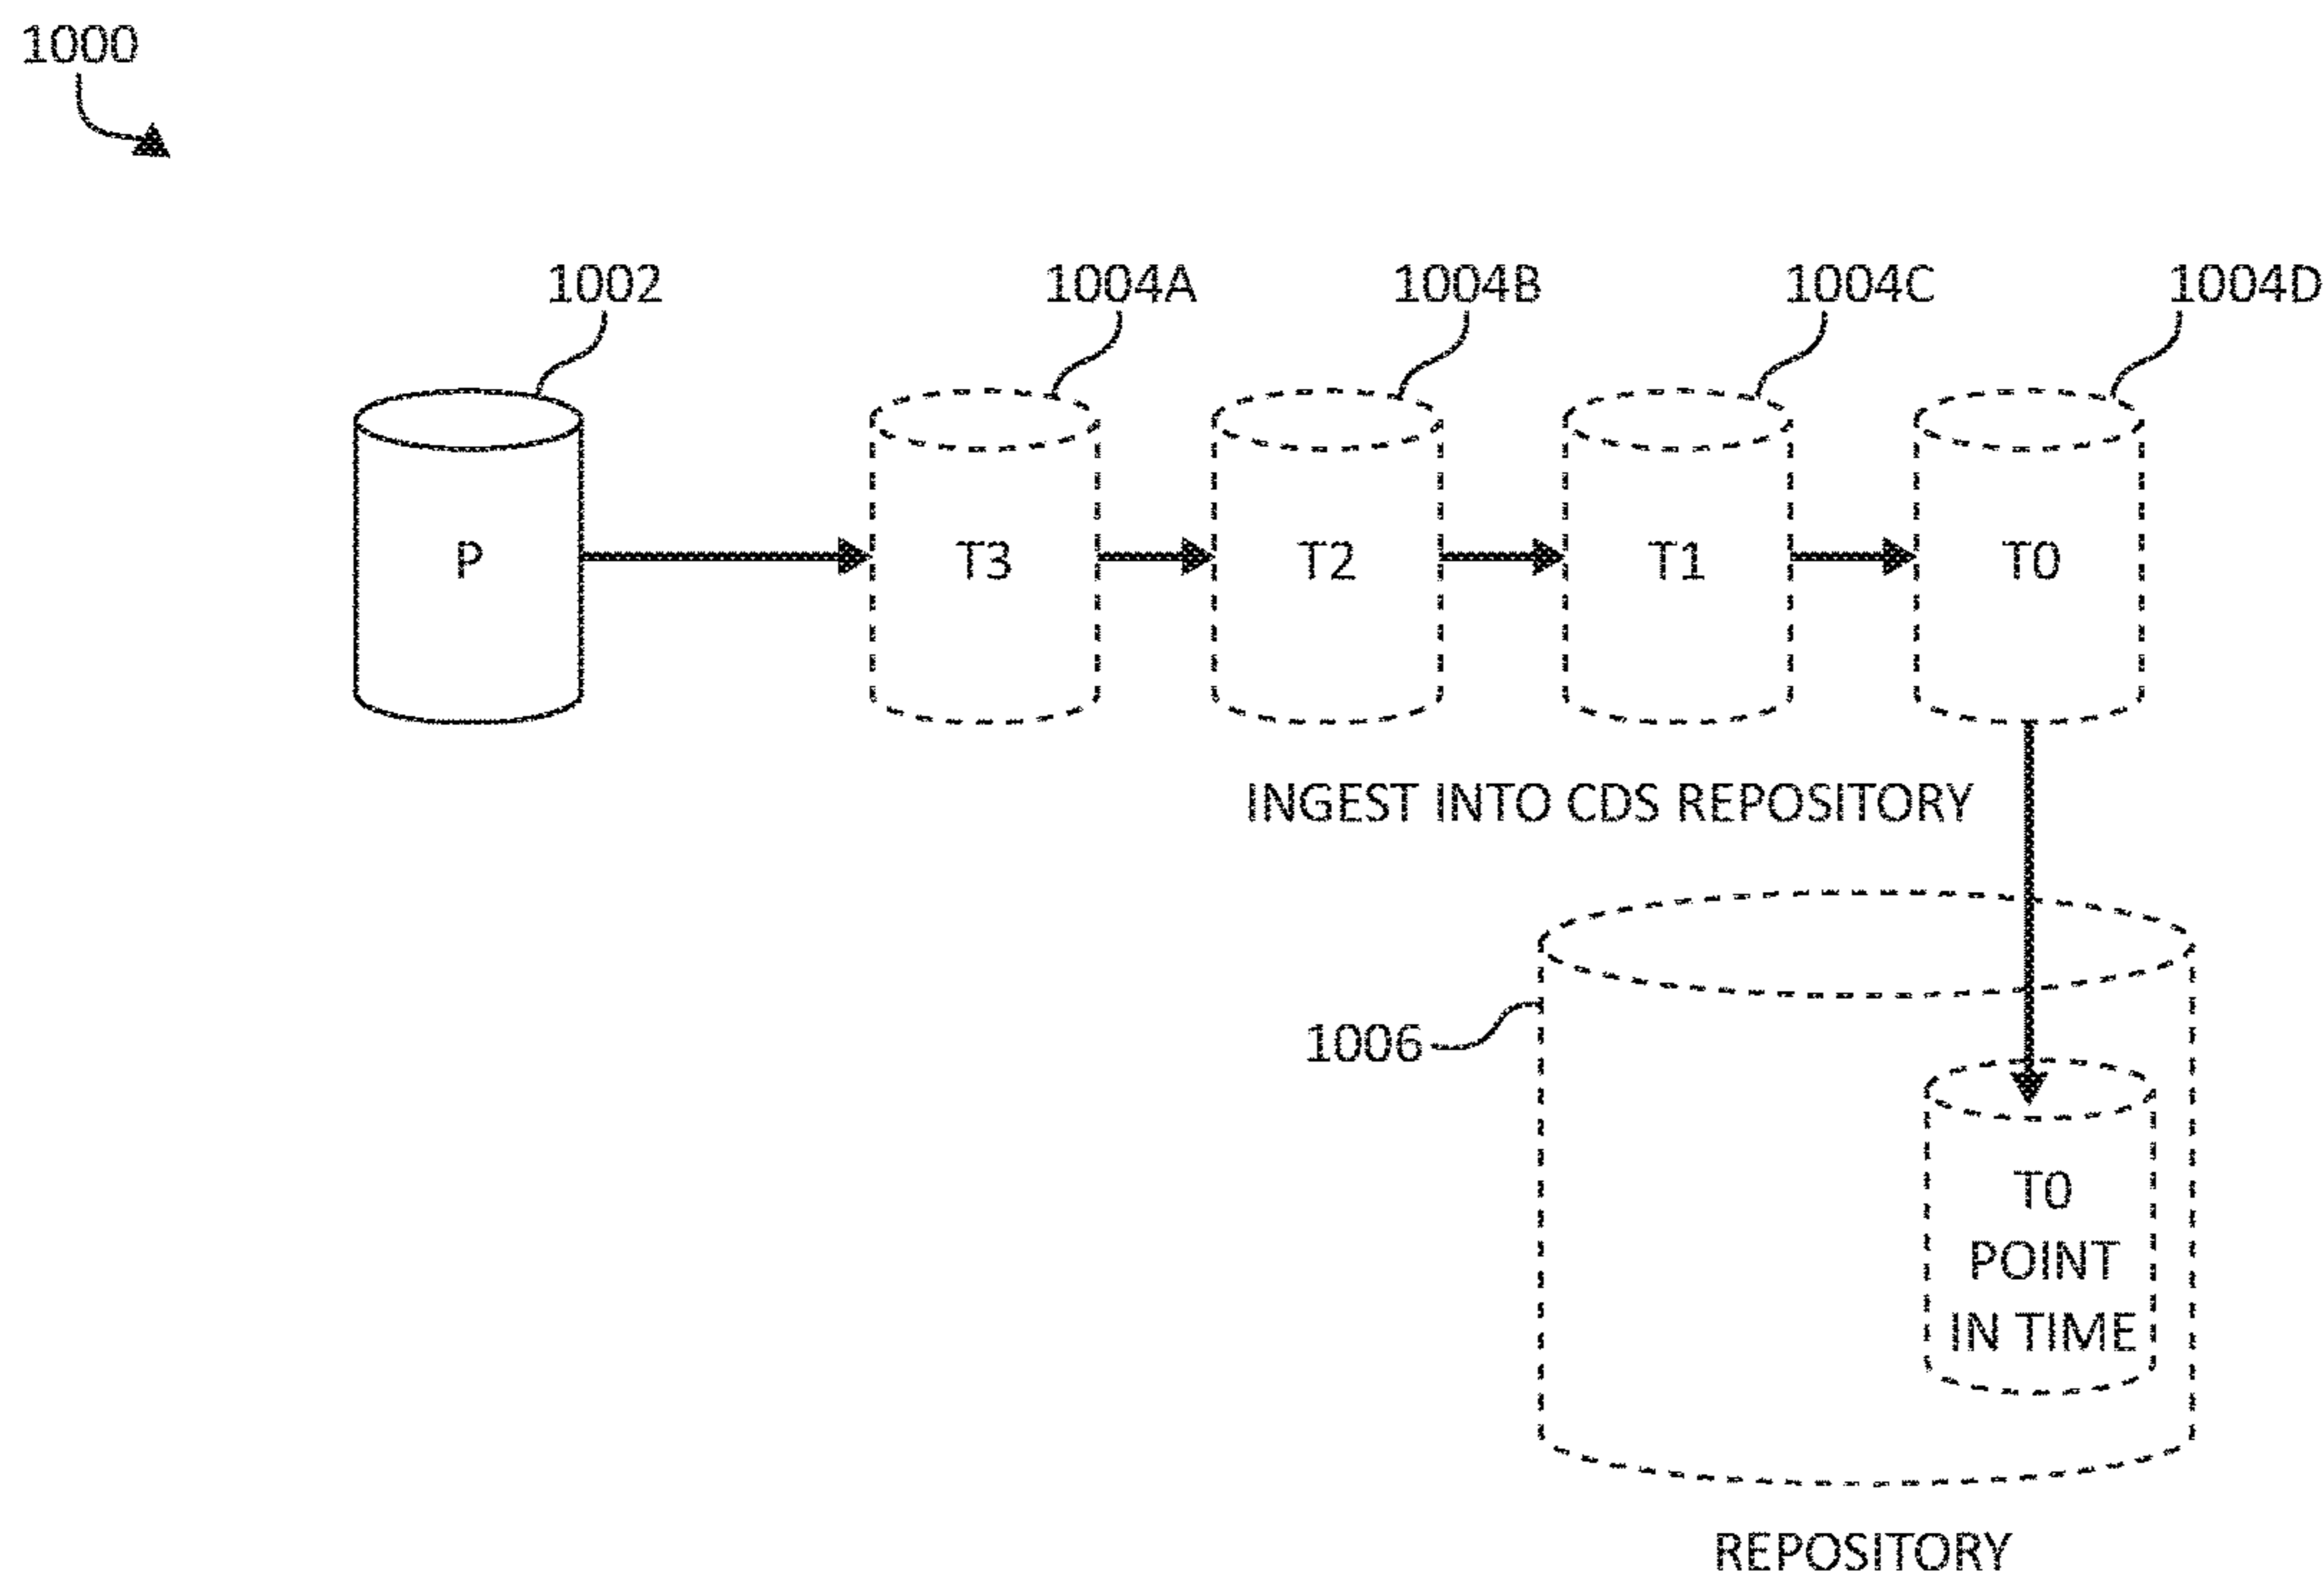 1000
1002
1004A
1004B
1004C
1004D
P
T3
T2
T1
T0
INGEST INTO CDS REPOSITORY
1006
T0
POINT
IN TIME
REPOSITORY